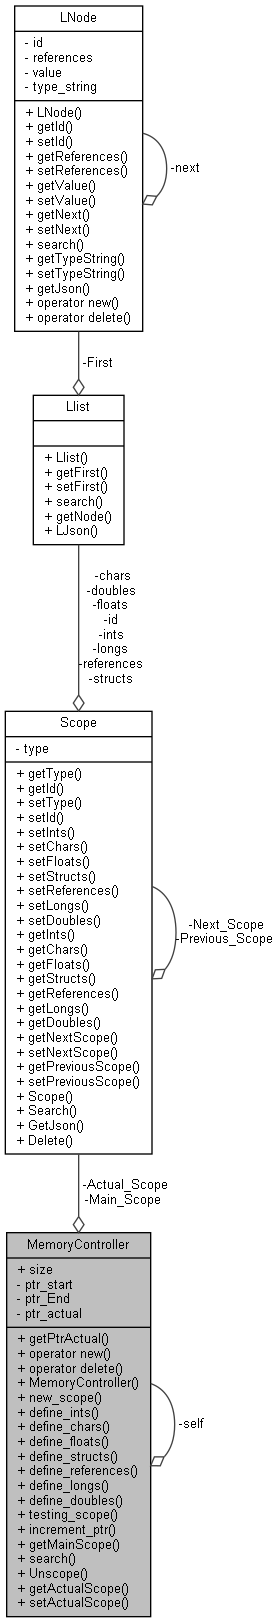 LNode
- id
- references
- value
- type_string
+ LNode()
+ getId()
+ setId()
+ getReferences()
+ setReferences()
+ getValue()
+ setValue()
+ getNext()
+ setNext()
+ search()
+ getTypeString()
+ setTypeString()
+ getJson()
+ operator new()
+ operator delete()
-next
-First
Llist
+ Llist()
+ getFirst()
+ setFirst()
+ search()
+ getNode()
+ LJson()
-chars
-doubles
-floats
-id
-ints
-longs
-references
-structs
Scope
- type
+ getType()
+ getId()
+ setType()
+ setId()
+ setInts()
+ setChars()
+ setFloats()
+ setStructs()
+ setReferences()
+ setLongs()
+ setDoubles()
+ getInts()
+ getChars()
+ getFloats()
+ getStructs()
+ getReferences()
+ getLongs()
+ getDoubles()
+ getNextScope()
+ setNextScope()
+ getPreviousScope()
+ setPreviousScope()
+ Scope()
+ Search()
+ GetJson()
+ Delete()
-Next_Scope
-Previous_Scope
-Actual_Scope
-Main_Scope
MemoryController
+ size
- ptr_start
- ptr_End
- ptr_actual
+ getPtrActual()
+ operator new()
+ operator delete()
+ MemoryController()
+ new_scope()
+ define_ints()
+ define_chars()
+ define_floats()
+ define_structs()
+ define_references()
+ define_longs()
+ define_doubles()
+ testing_scope()
+ increment_ptr()
+ getMainScope()
+ search()
+ Unscope()
+ getActualScope()
+ setActualScope()
-self